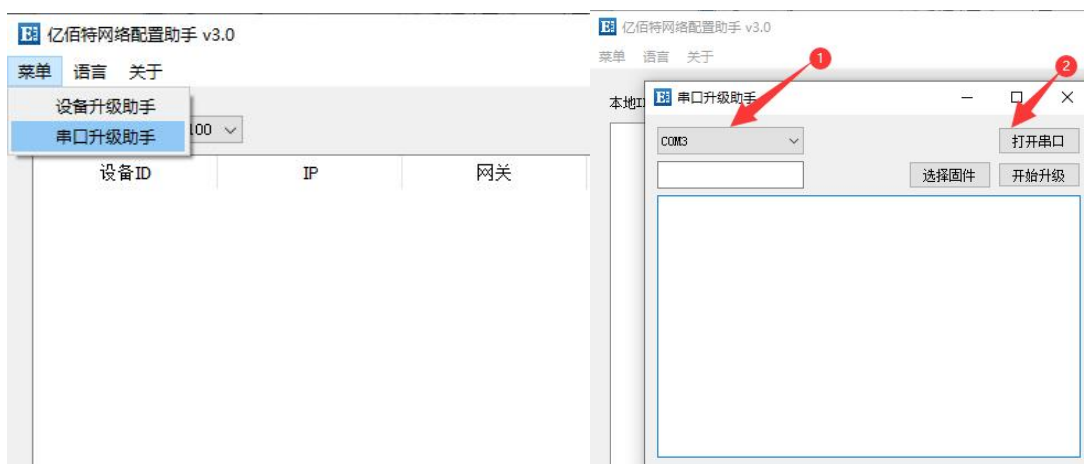 亿佰特网络配置助手 v3.0
菜单 语言 关于
设备升级助手
串口升级助手
100
设备ID IP 网关
亿佰特网络配置助手 v3.0
菜单 语言 关于
1
2
本地I
串口升级助手
COM3
打开串口
选择固件 开始升级